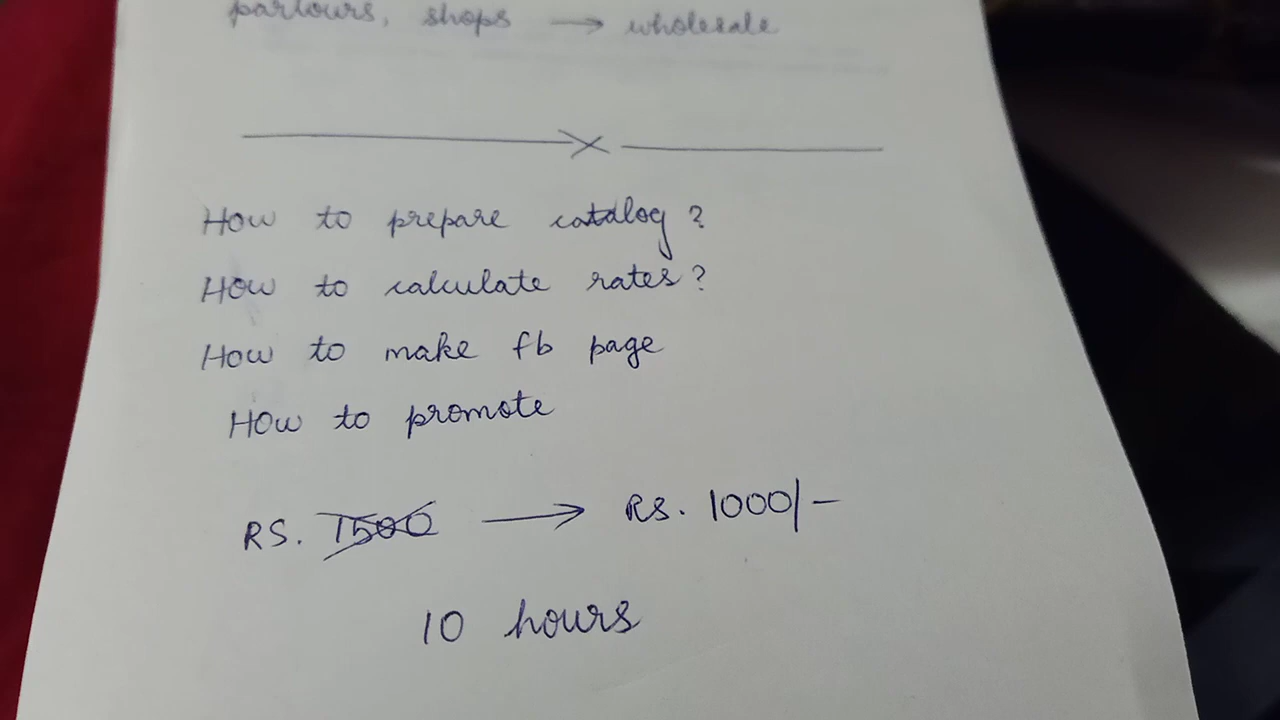 parlours, shops → wholesale
How to prepare catalog?
How to calculate rates?
How to make fb page
How to promote
RS. 1500 → RS. 1000/-
10 hours